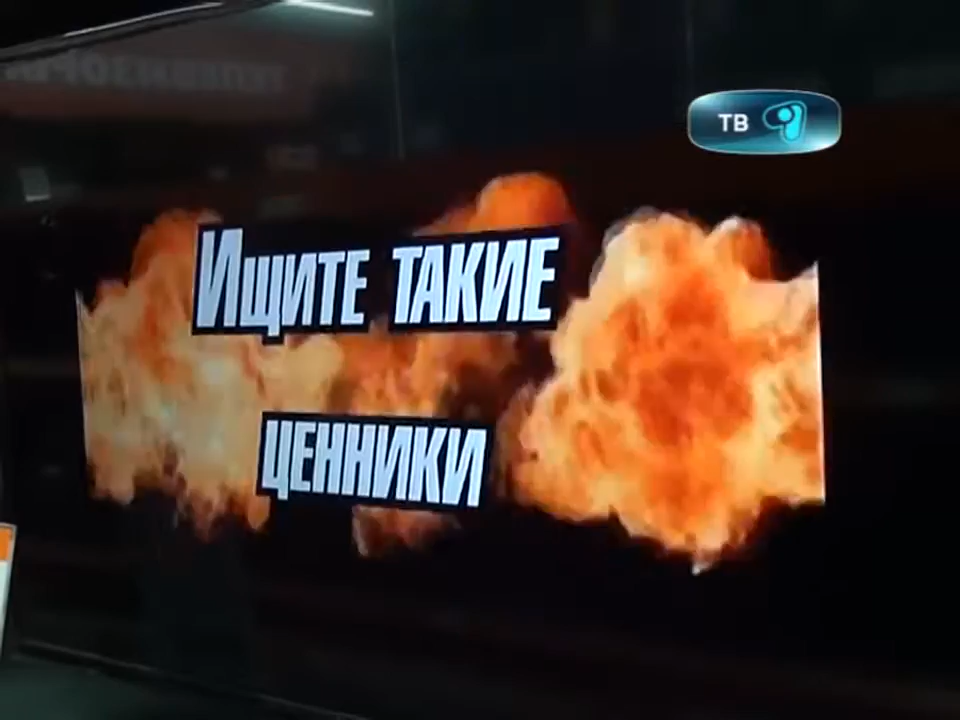 ТВ
Ищите такие
ценники